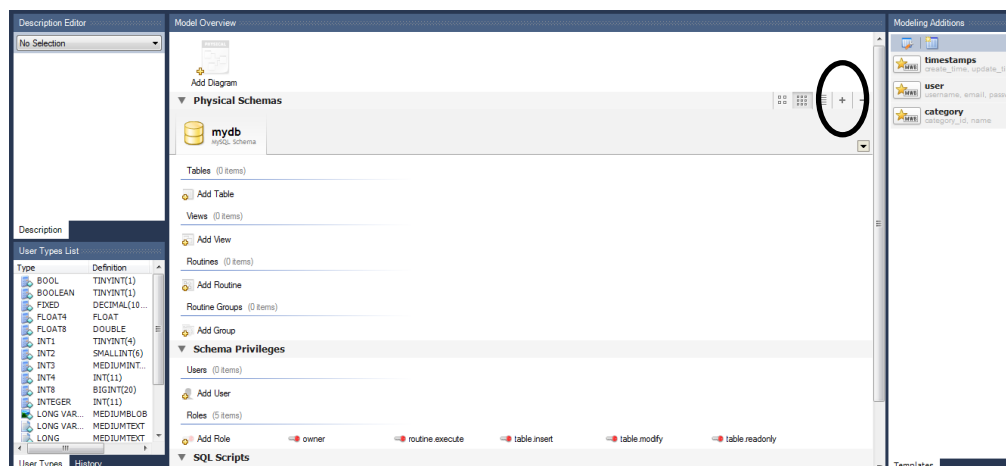 Description Editor
No Selection
Description
User Types List
Type Definition
BOOL TINYINT(1)
BOOLEAN TINYINT(1)
FIXED DECIMAL(10...
FLOAT4 FLOAT
FLOAT8 DOUBLE
INT1 TINYINT(4)
INT2 SMALLINT(6)
INT3 MEDIUMINT...
INT4 INT(11)
INT8 BIGINT(20)
INTEGER INT(11)
LONG VAR... MEDIUMBLOB
LONG VAR... MEDIUMTEXT
LONG MEDIUMTEXT
User Types History
Model Overview
PHYSICAL
Add Diagram
Physical Schemas
mydb
MySQL Schema
Tables (0 items)
Add Table
Views (0 items)
Add View
Routines (0 items)
Add Routine
Routine Groups (0 items)
Add Group
Schema Privileges
Users (0 items)
Add User
Roles (5 items)
Add Role owner routine.execute table.insert table.modify table.readonly
SQL Scripts
Modeling Additions
MWB timestamps
create_time, update_ti
MWB user
username, email, pass
MWB category
category_id, name
Templates